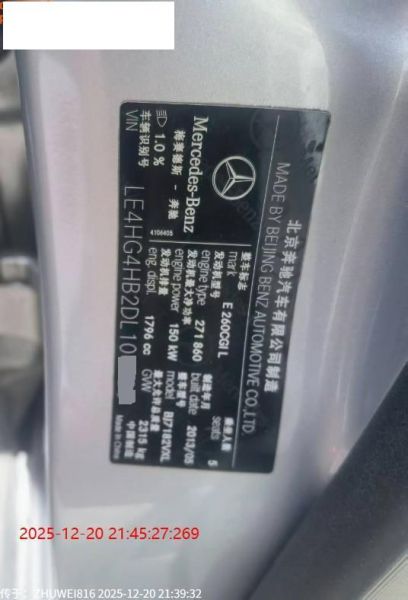 北京奔驰汽车有限公司制造
MADE BY BEIJING BENZ AUTOMOTIVE CO.,LTD.
Mercedes-Benz
梅赛德斯 - 奔驰
4106405
1.0 %
车辆识别号
VIN LE4HG4HB2DL10
整车标志
mark E 260CGI L
乘坐人数
seats 5
发动机型号
engine type 271 860
制造年月
built date 2013/05
发动机最大净功率
engine power 150 kW
车辆型号
model BJ7182VXL
发动机排量
eng. displ. 1796 cc
最大允许总质量
GVW 2315 kg
中国制造
Made in China
2025-12-20 21:45:27:269
传于：ZHUWEI816 2025-12-20 21:39:32